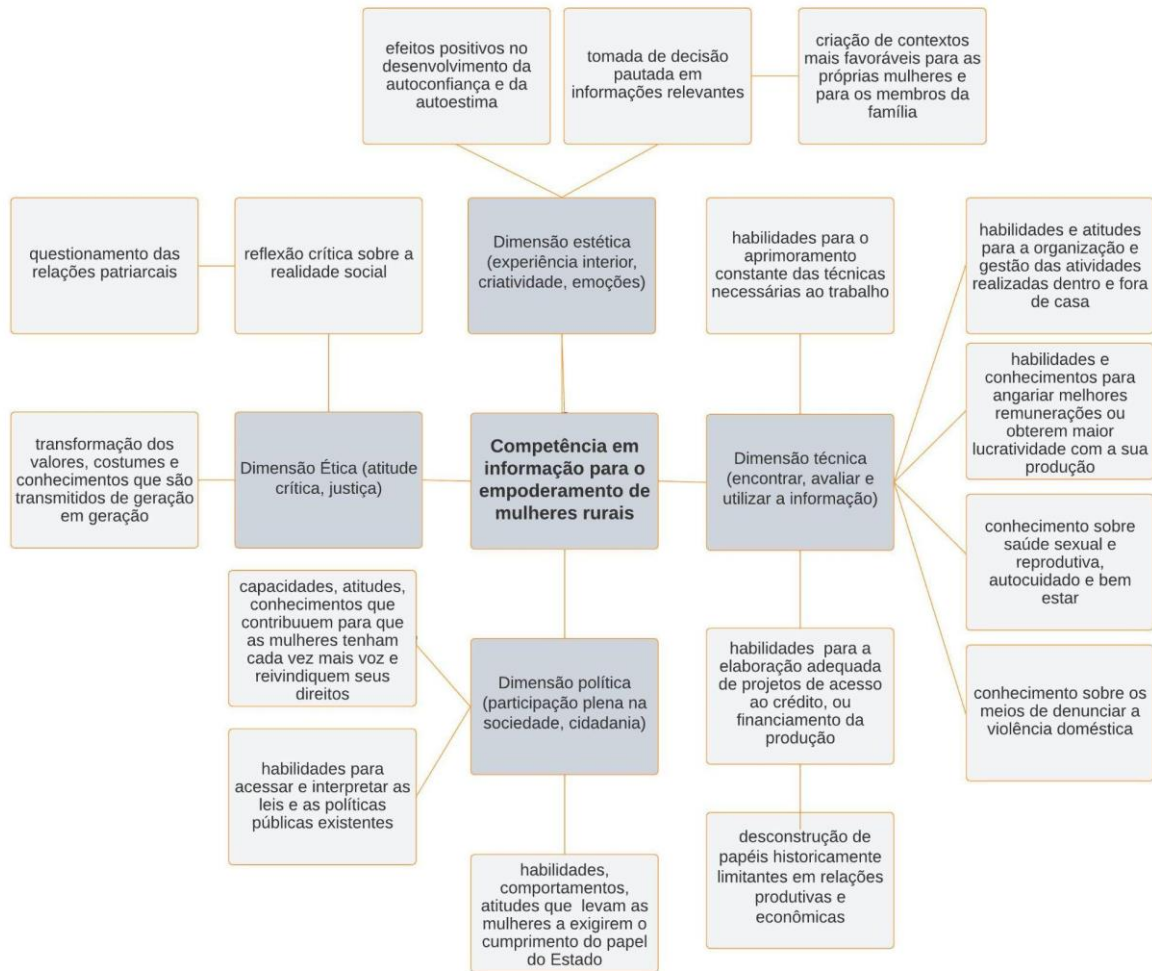 efeitos positivos no
desenvolvimento da
autoconfiança e da
autoestima
tomada de decisão
pautada em
informações relevantes
criação de contextos
mais favoráveis para as
próprias mulheres e
para os membros da
família
questionamento das
relações patriarcais
reflexão crítica sobre a
realidade social
Dimensão estética
(experiência interior,
criatividade, emoções)
habilidades para o
aprimoramento
constante das técnicas
necessárias ao trabalho
habilidades e atitudes
para a organização e
gestão das atividades
realizadas dentro e fora
de casa
habilidades e
conhecimentos para
angariar melhores
remunerações ou
obterem maior
lucratividade com a sua
produção
transformação dos
valores, costumes e
conhecimentos que são
transmitidos de geração
em geração
Dimensão Ética (atitude
crítica, justiça)
Competência em
informação para o
empoderamento de
mulheres rurais
Dimensão técnica
(encontrar, avaliar e
utilizar a informação)
conhecimento sobre
saúde sexual e
reprodutiva,
autocuidado e bem
estar
capacidades, atitudes,
conhecimentos que
contribuuem para que
as mulheres tenham
cada vez mais voz e
reivindiquem seus
direitos
Dimensão política
(participação plena na
sociedade, cidadania)
habilidades para a
elaboração adequada
de projetos de acesso
ao crédito, ou
financiamento da
produção
conhecimento sobre os
meios de denunciar a
violência doméstica
habilidades para
acessar e interpretar as
leis e as políticas
públicas existentes
habilidades,
comportamentos,
atitudes que levam as
mulheres a exigirem o
cumprimento do papel
do Estado
desconstrução de
papéis historicamente
limitantes em relações
produtivas e
econômicas